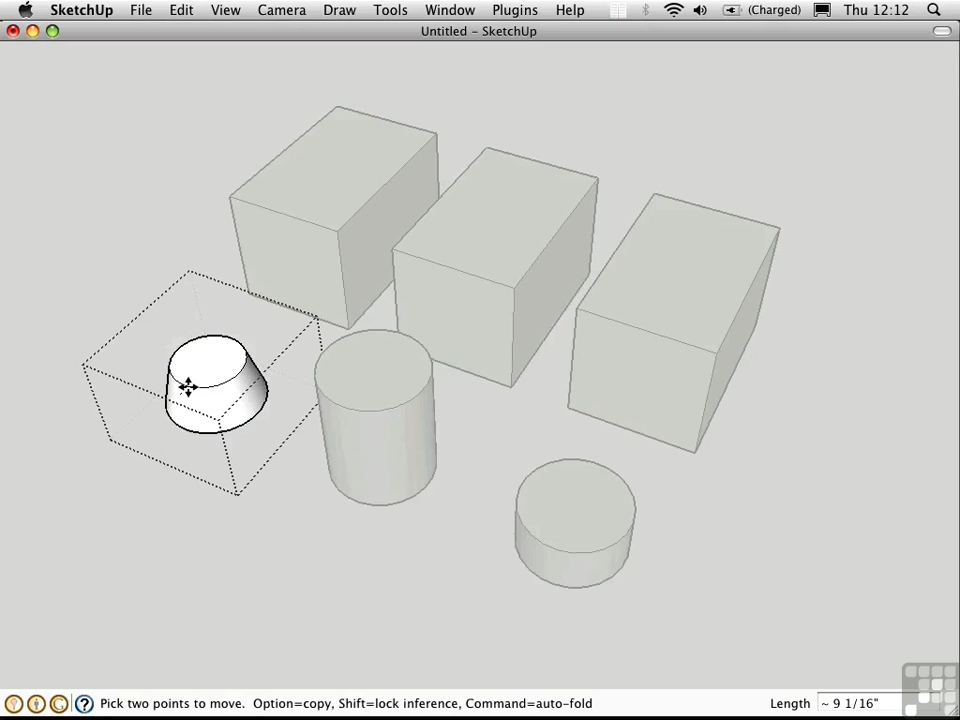 SketchUp File Edit View Camera Draw Tools Window Plugins Help (Charged) Thu 12:12
Untitled - SketchUp
Pick two points to move. Option=copy, Shift=lock inference, Command=auto-fold Length ~ 9 1/16"